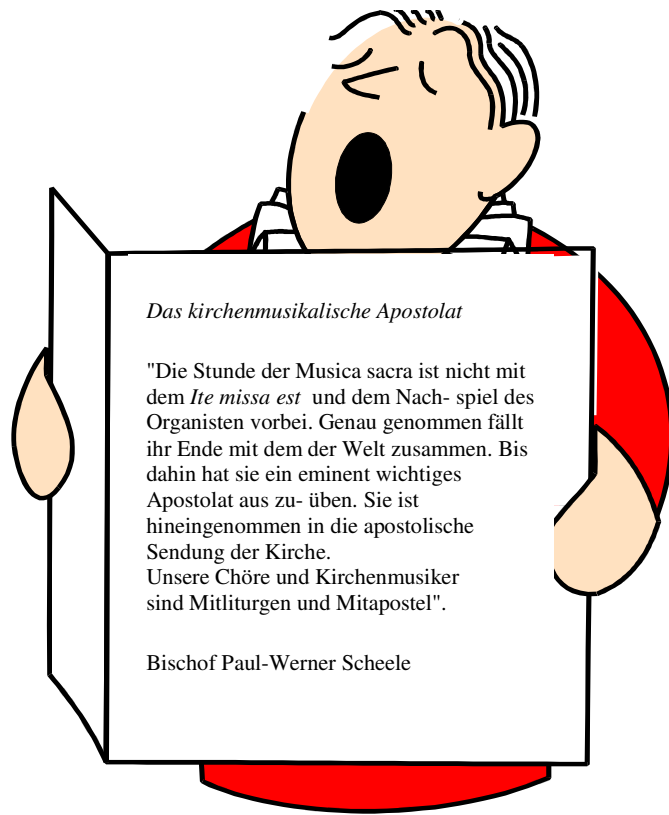 Das kirchenmusikalische Apostolat
"Die Stunde der Musica sacra ist nicht mit
dem Ite missa est und dem Nach- spiel des
Organisten vorbei. Genau genommen fällt
ihr Ende mit dem der Welt zusammen. Bis
dahin hat sie ein eminent wichtiges
Apostolat aus zu- üben. Sie ist
hineingenommen in die apostolische
Sendung der Kirche.
Unsere Chöre und Kirchenmusiker
sind Mitliturgen und Mitapostel".
Bischof Paul-Werner Scheele